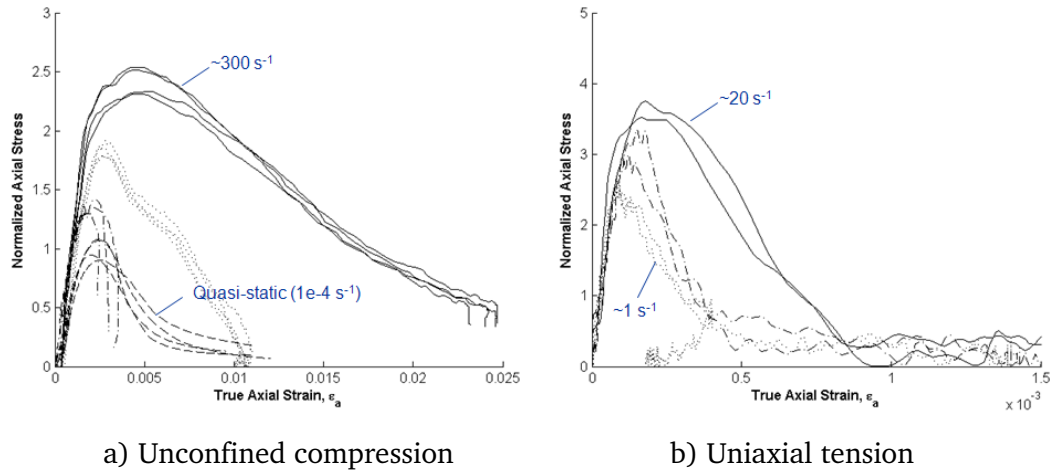 3
2.5
2
1.5
1
0.5
0
0
0.005
0.01
0.015
0.02
0.025
Normalized Axial Stress
True Axial Strain, εa
~300 s-1
Quasi-static (1e-4 s-1)
a) Unconfined compression
5
4
3
2
1
0
0
0.5
1
1.5
x 10-3
Normalized Axial Stress
True Axial Strain, εa
~20 s-1
~1 s-1
b) Uniaxial tension